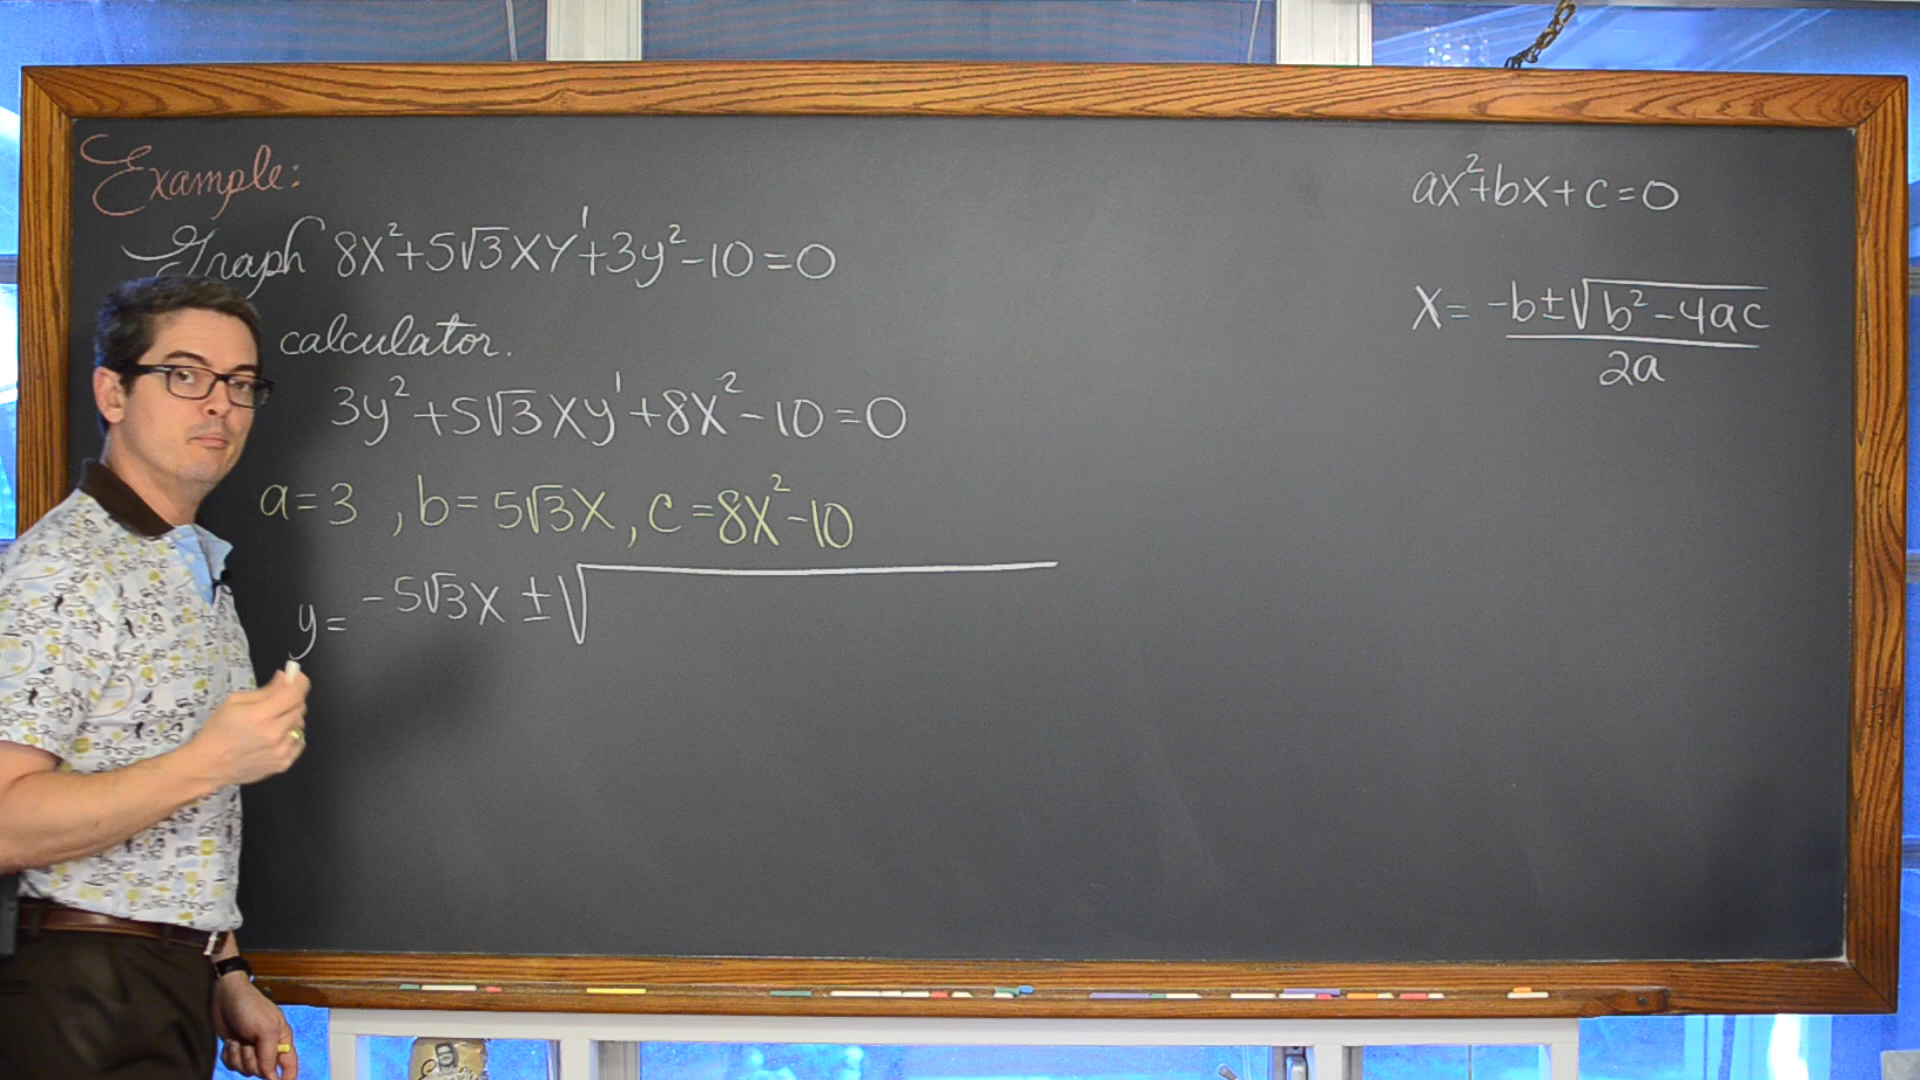 Example:
Graph 8x²+5√3xy¹+3y²-10=0
calculator.
3y²+5√3xy¹+8x²-10=0
a=3, b=5√3x, c=8x²-10
y= -5√3x ±√
ax²+bx+c=0
x= -b±√b²-4ac
2a